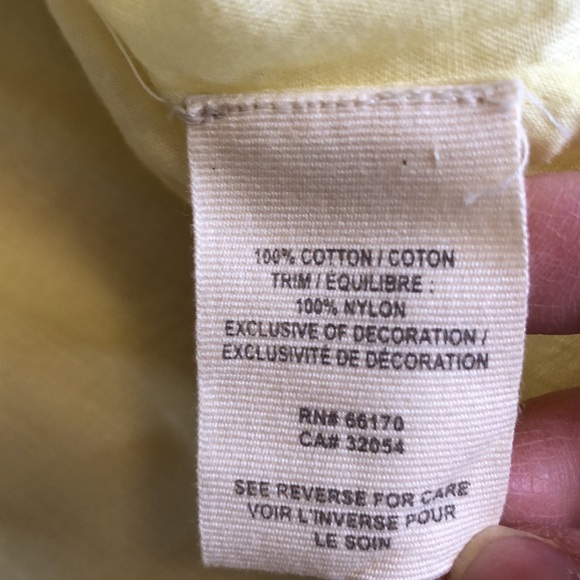 100% COTTON / COTON
TRIM / ÉQUILIBRE :
100% NYLON
EXCLUSIVE OF DECORATION /
EXCLUSIVITÉ DE DÉCORATION
RN# 66170
CA# 32054
SEE REVERSE FOR CARE
VOIR L'INVERSE POUR
LE SOIN